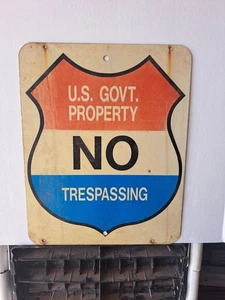 U.S. GOVT.
PROPERTY
NO
TRESPASSING